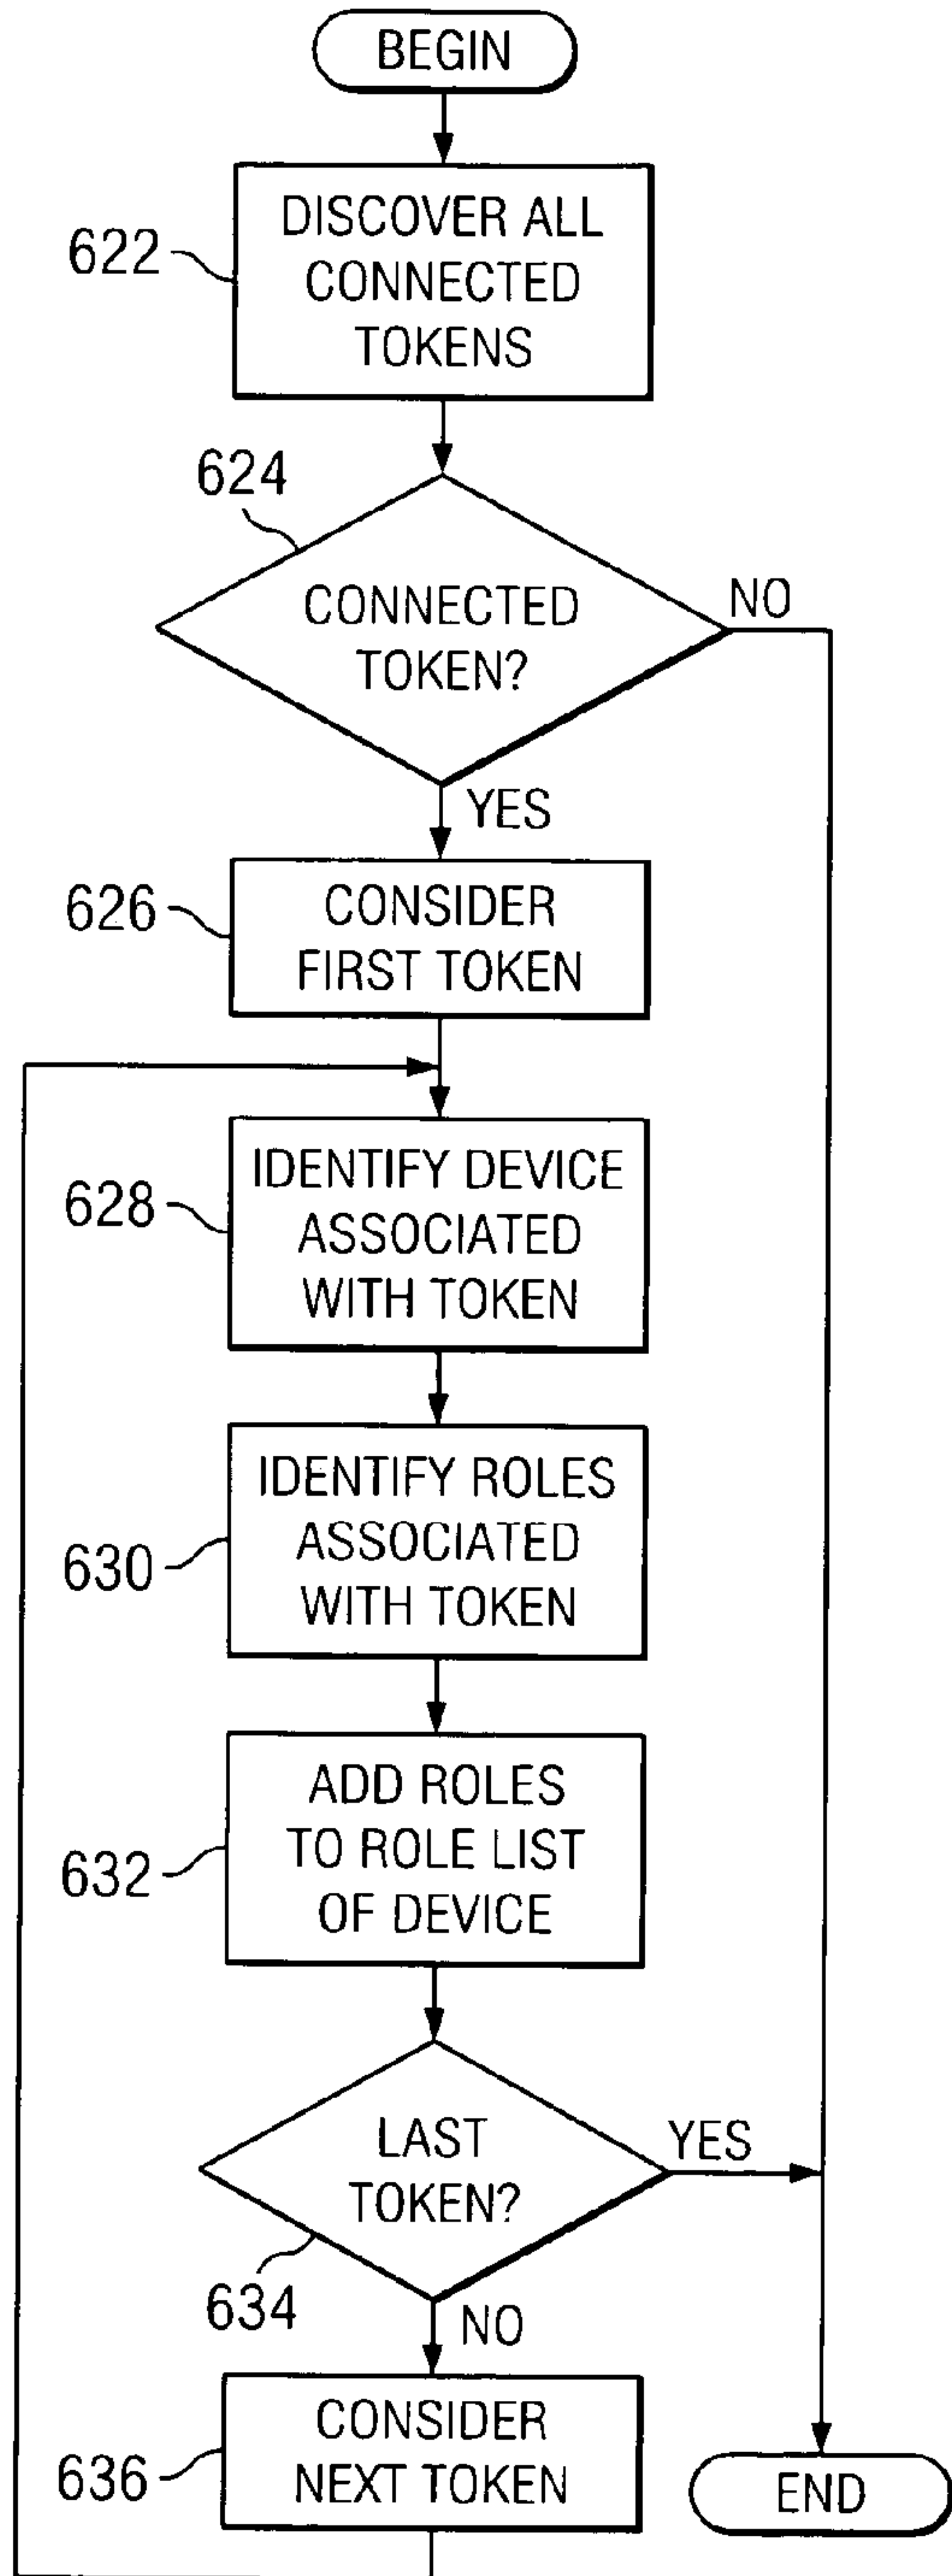 BEGIN
622
DISCOVER ALL
CONNECTED
TOKENS
624
CONNECTED
TOKEN?
NO
YES
626
CONSIDER
FIRST TOKEN
628
IDENTIFY DEVICE
ASSOCIATED
WITH TOKEN
630
IDENTIFY ROLES
ASSOCIATED
WITH TOKEN
632
ADD ROLES
TO ROLE LIST
OF DEVICE
LAST
TOKEN?
YES
634
NO
636
CONSIDER
NEXT TOKEN
END